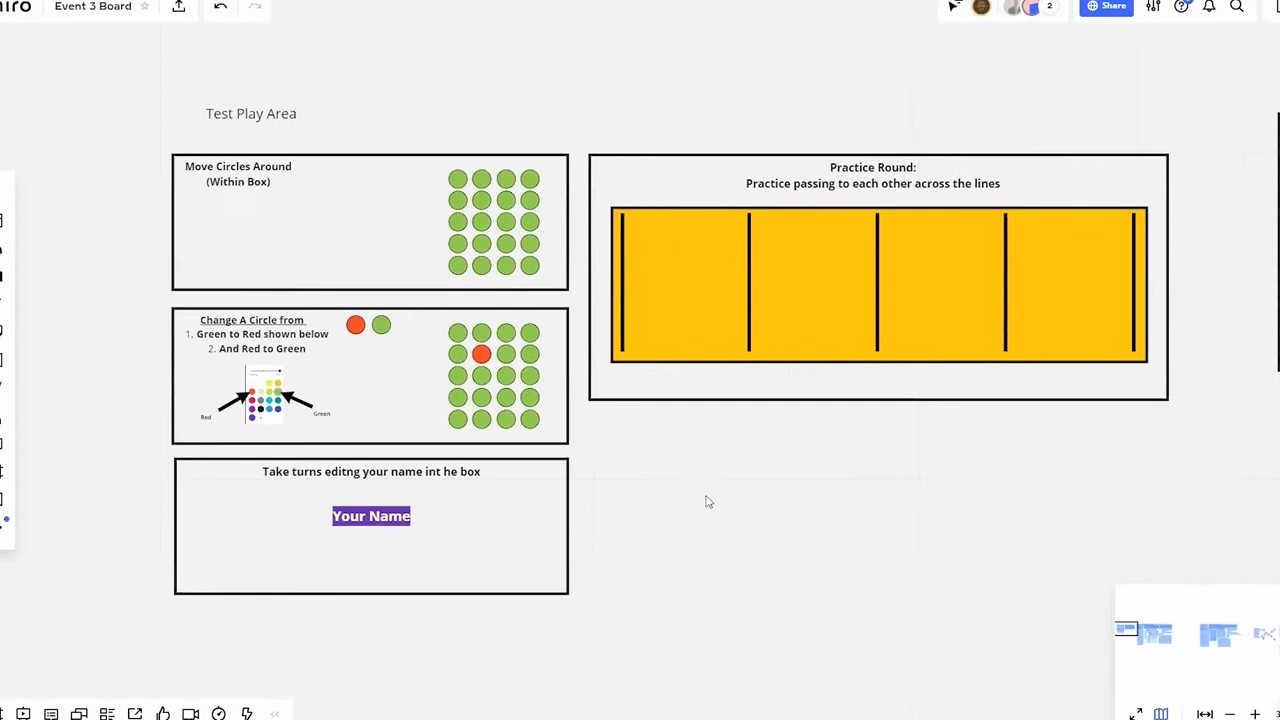 miro
Event 3 Board
2
Share
Test Play Area
Move Circles Around
(Within Box)
Change A Circle from
1. Green to Red shown below
2. And Red to Green
Red
Green
Take turns editng your name int he box
Your Name
Practice Round:
Practice passing to each other across the lines